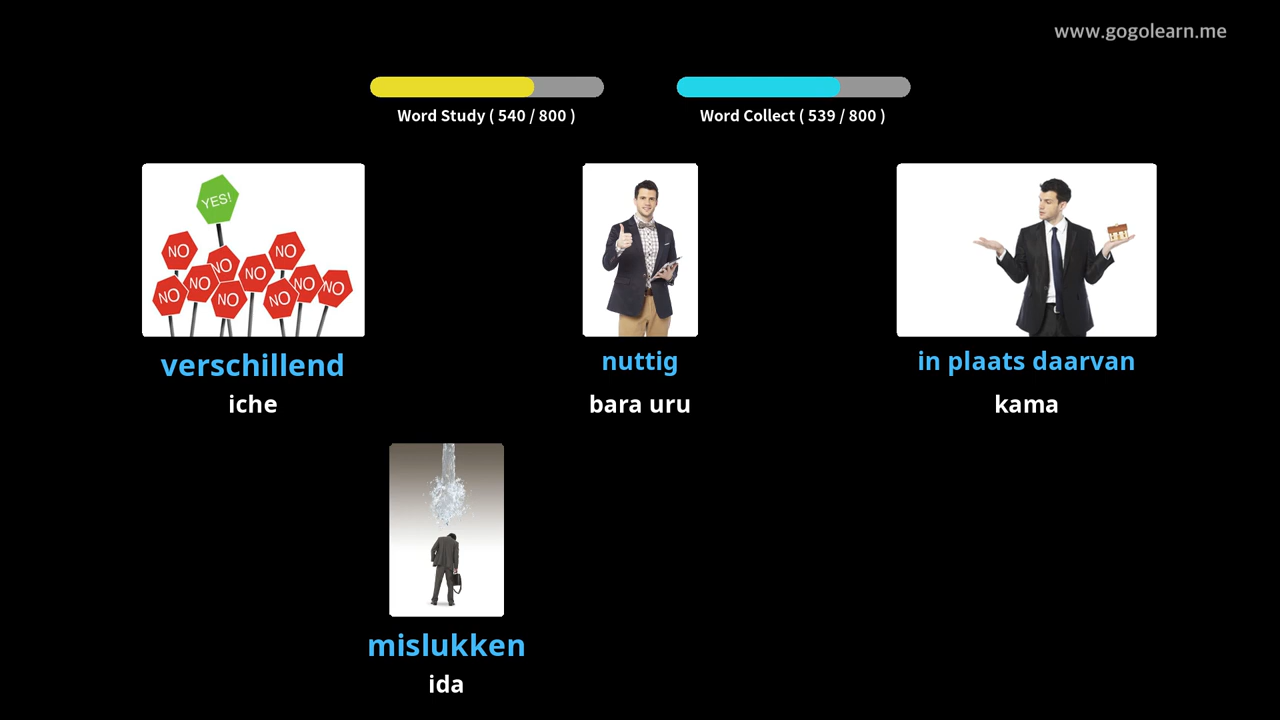 www.gogolearn.me
Word Study ( 540 / 800 )
Word Collect ( 539 / 800 )
YES!
NO
NO
NO
NO
NO
NO
NO
NO
NO
NO
verschillend
iche
nuttig
bara uru
in plaats daarvan
kama
mislukken
ida